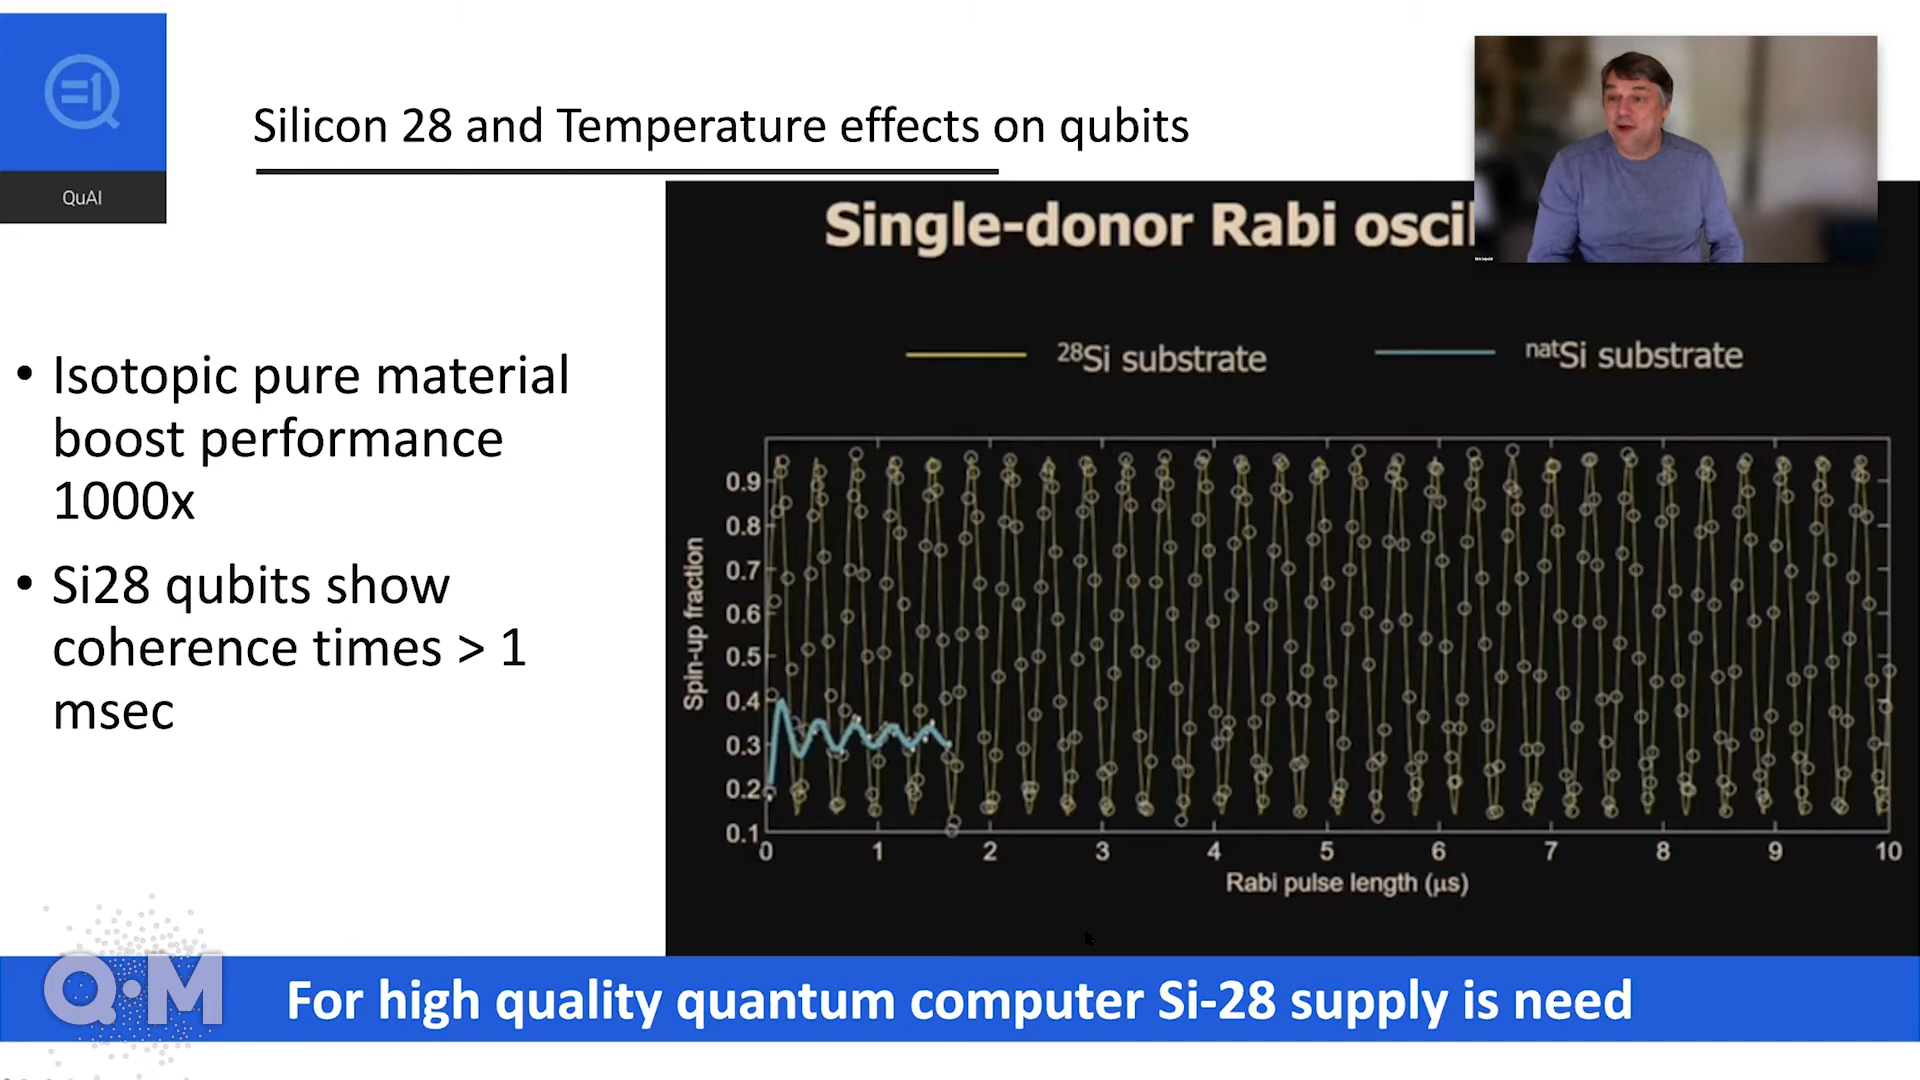 =1
QuAI
Silicon 28 and Temperature effects on qubits
• Isotopic pure material
boost performance
1000x
• Si28 qubits show
coherence times > 1
msec
Single-donor Rabi oscil
28Si substrate
natSi substrate
Spin-up fraction
0.9
0.8
0.7
0.6
0.5
0.4
0.3
0.2
0.1
0 1 2 3 4 5 6 7 8 9 10
Rabi pulse length (µs)
Q·M
For high quality quantum computer Si-28 supply is need